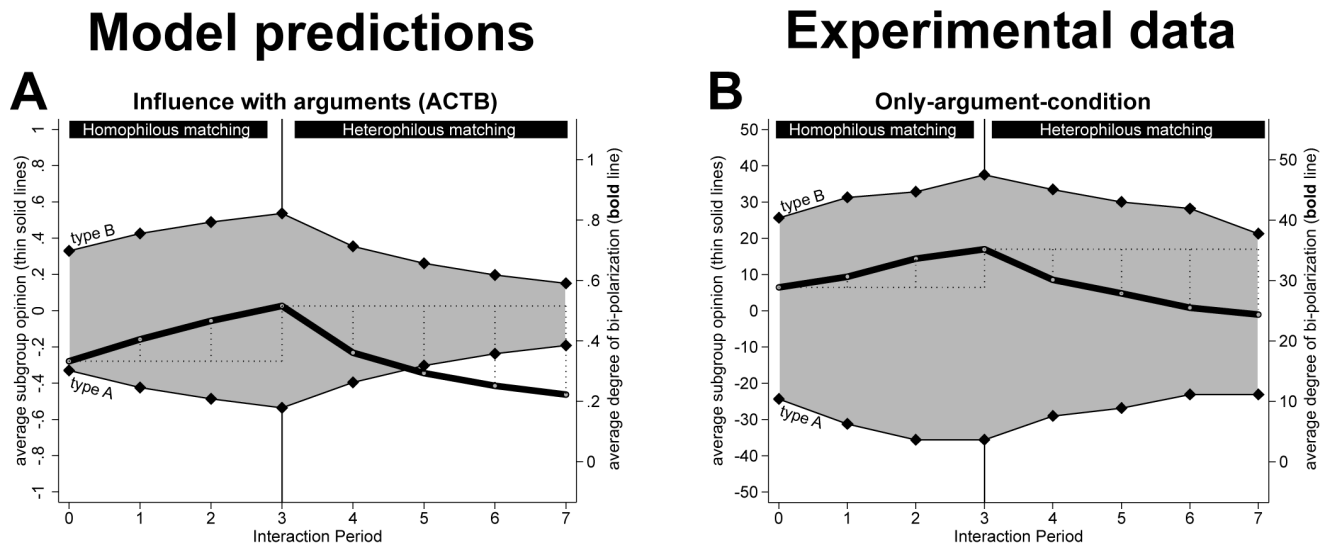 Model predictions
Experimental data
A
Influence with arguments (ACTB)
Homophilous matching
Heterophilous matching
average subgroup opinion (thin solid lines)
1
.8
.6
.4
.2
0
-.2
-.4
-.6
-.8
-1
type B
type A
1
.8
.6
.4
.2
0
average degree of bi-polarization (bold line)
0 1 2 3 4 5 6 7
Interaction Period
B
Only-argument-condition
Homophilous matching
Heterophilous matching
average subgroup opinion (thin solid lines)
50
40
30
20
10
0
-10
-20
-30
-40
-50
type B
type A
50
40
30
20
10
0
average degree of bi-polarization (bold line)
0 1 2 3 4 5 6 7
Interaction Period